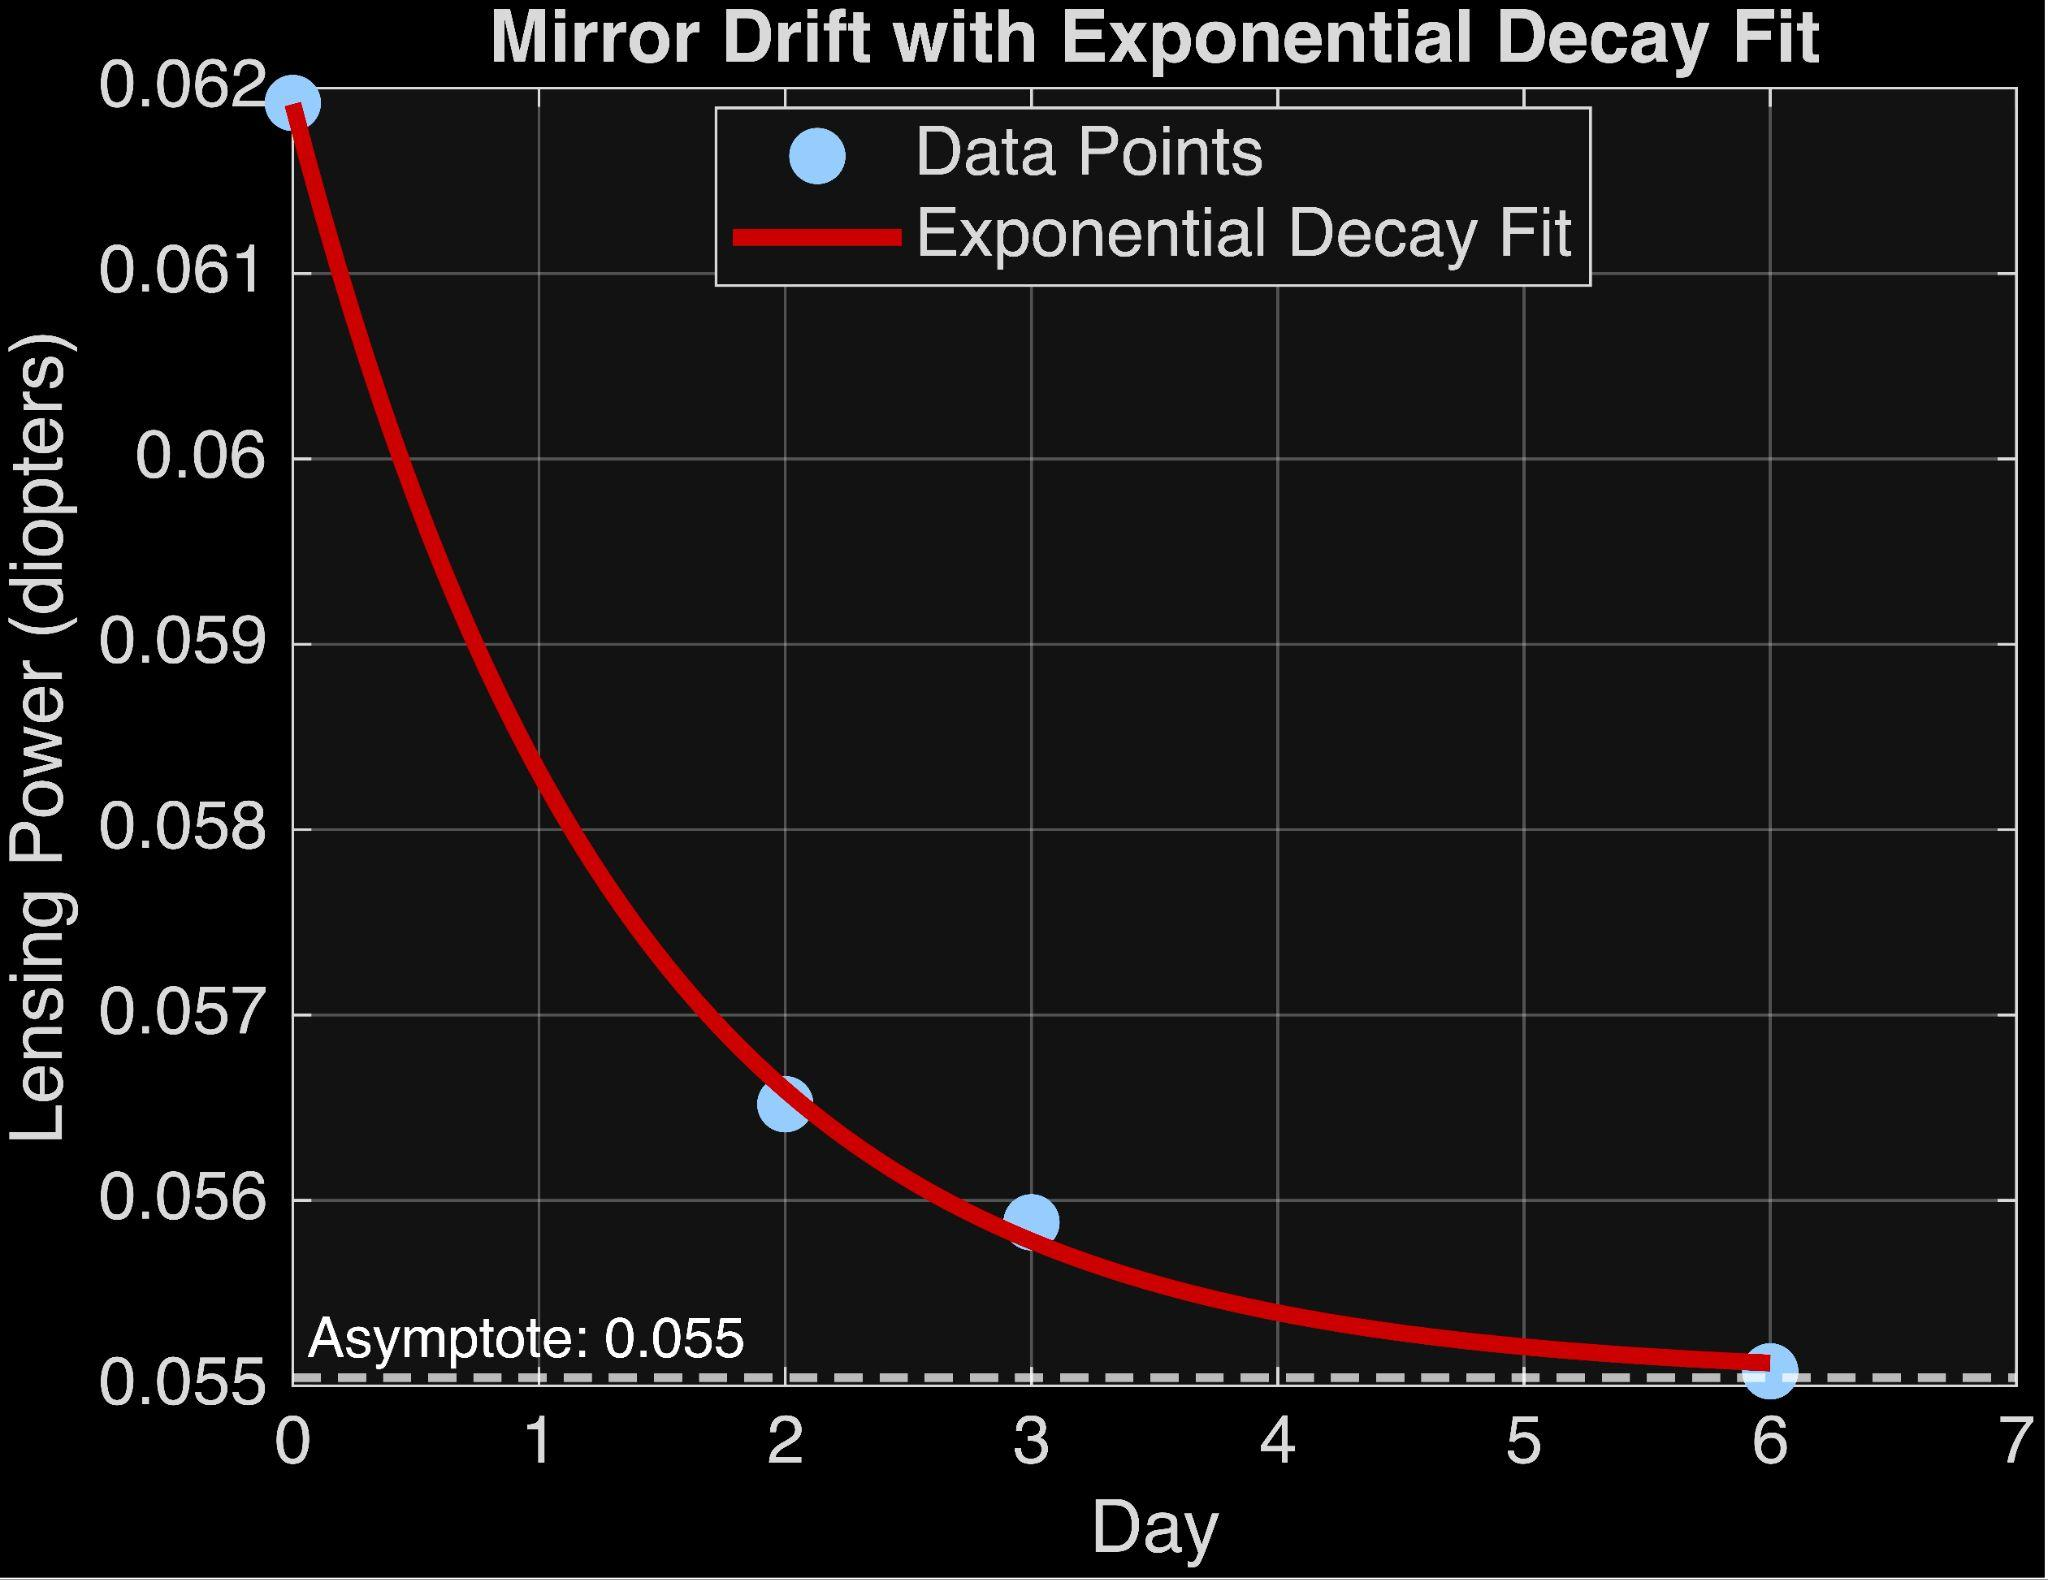 Mirror Drift with Exponential Decay Fit
0.062
Data Points
Exponential Decay Fit
0.061
0.06
0.059
0.058
0.057
0.056
0.055
Lensing Power (diopters)
Asymptote: 0.055
0 1 2 3 4 5 6 7
Day